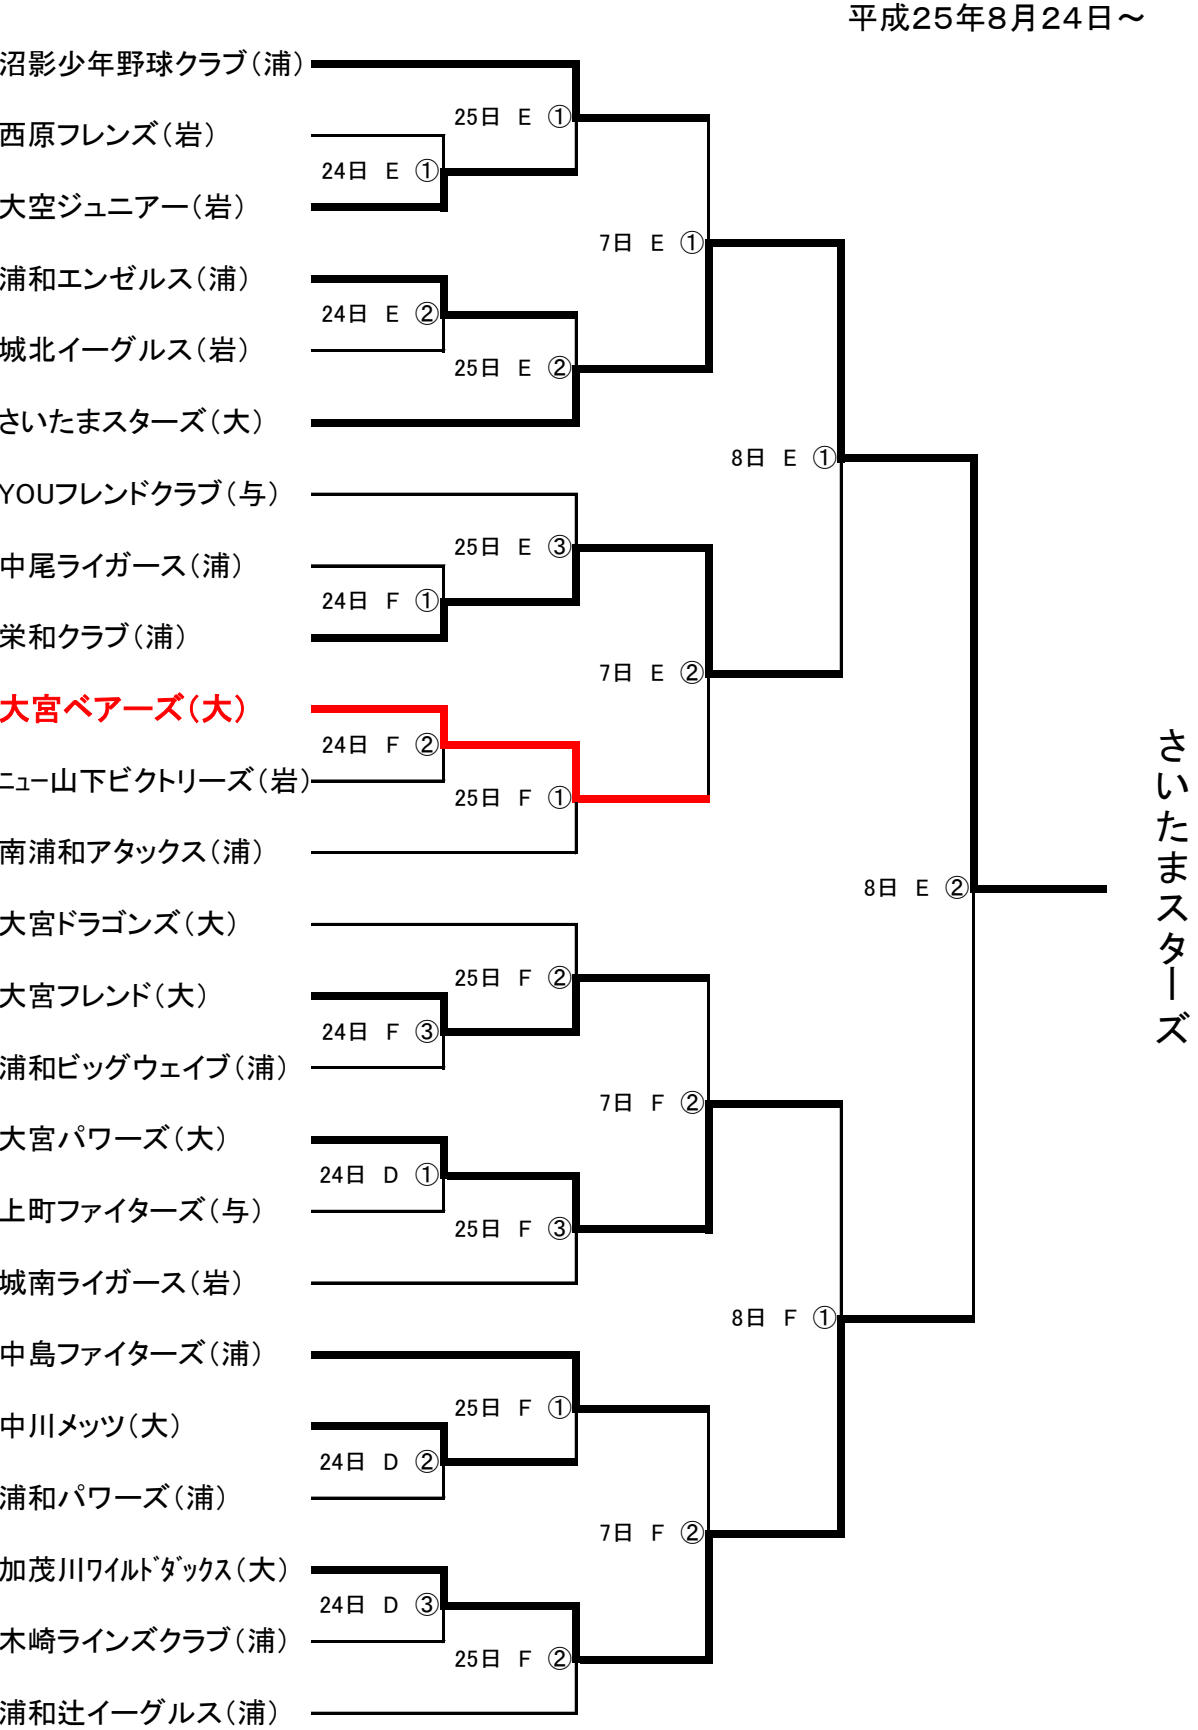 平成25年8月24日～
沼影少年野球クラブ（浦）
25日 E ①
西原フレンズ（岩）
24日 E ①
大空ジュニアー（岩）
7日 E ①
浦和エンゼルス（浦）
24日 E ②
城北イーグルス（岩）
25日 E ②
さいたまスターズ（大）
8日 E ①
YOUフレンドクラブ（与）
25日 E ③
中尾ライガース（浦）
24日 F ①
栄和クラブ（浦）
7日 E ②
大宮ベアーズ（大）
24日 F ②
ニュー山下ビクトリーズ（岩）
25日 F ①
南浦和アタックス（浦）
8日 E ②
さいたまスターズ
大宮ドラゴンズ（大）
25日 F ②
大宮フレンド（大）
24日 F ③
浦和ビッグウェイブ（浦）
7日 F ②
大宮パワーズ（大）
24日 D ①
上町ファイターズ（与）
25日 F ③
城南ライガース（岩）
8日 F ①
中島ファイターズ（浦）
25日 F ①
中川メッツ（大）
24日 D ②
浦和パワーズ（浦）
7日 F ②
加茂川ﾜｲﾙﾄﾞﾀﾞｯｸｽ（大）
24日 D ③
木崎ラインズクラブ（浦）
25日 F ②
浦和辻イーグルス（浦）